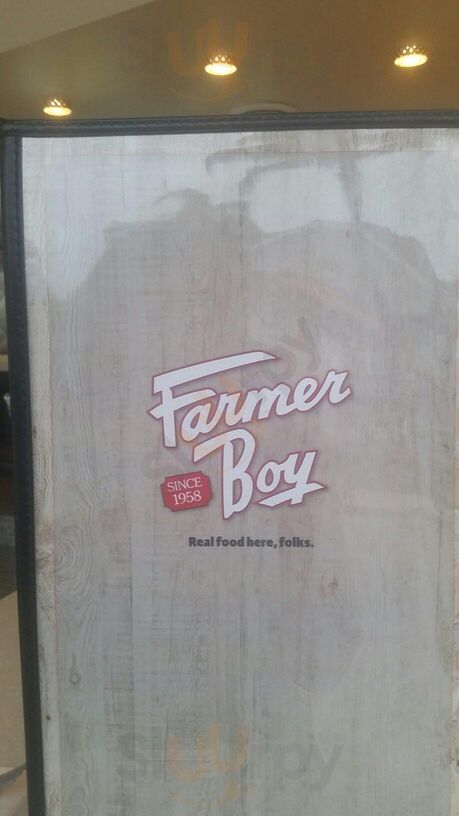 Farmer
Boy
SINCE
1958
Real food here, folks.